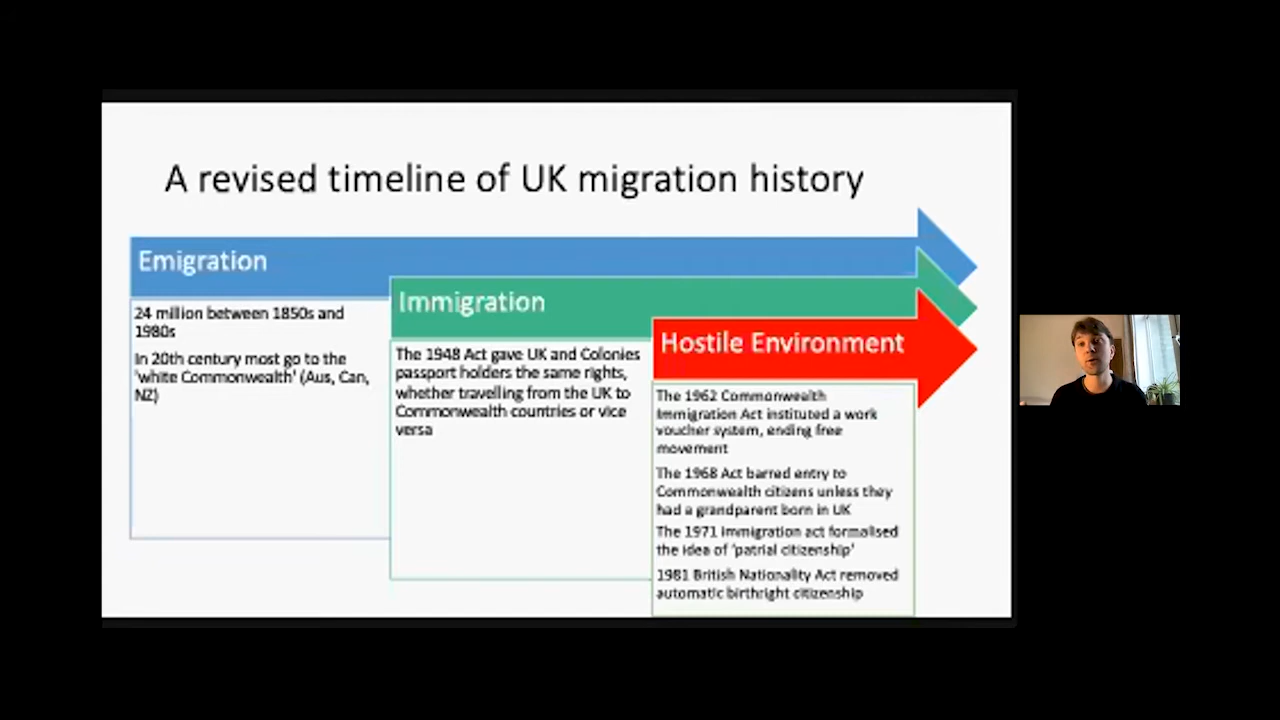 A revised timeline of UK migration history
Emigration
24 million between 1850s and
1980s
In 20th century most go to the
'white Commonwealth' (Aus, Can,
NZ)
Immigration
The 1948 Act gave UK and Colonies
passport holders the same rights,
whether travelling from the UK to
Commonwealth countries or vice
versa
Hostile Environment
The 1962 Commonwealth
Immigration Act instituted a work
voucher system, ending free
movement
The 1968 Act barred entry to
Commonwealth citizens unless they
had a grandparent born in UK
The 1971 immigration act formalised
the idea of 'patrial citizenship'
1981 British Nationality Act removed
automatic birthright citizenship